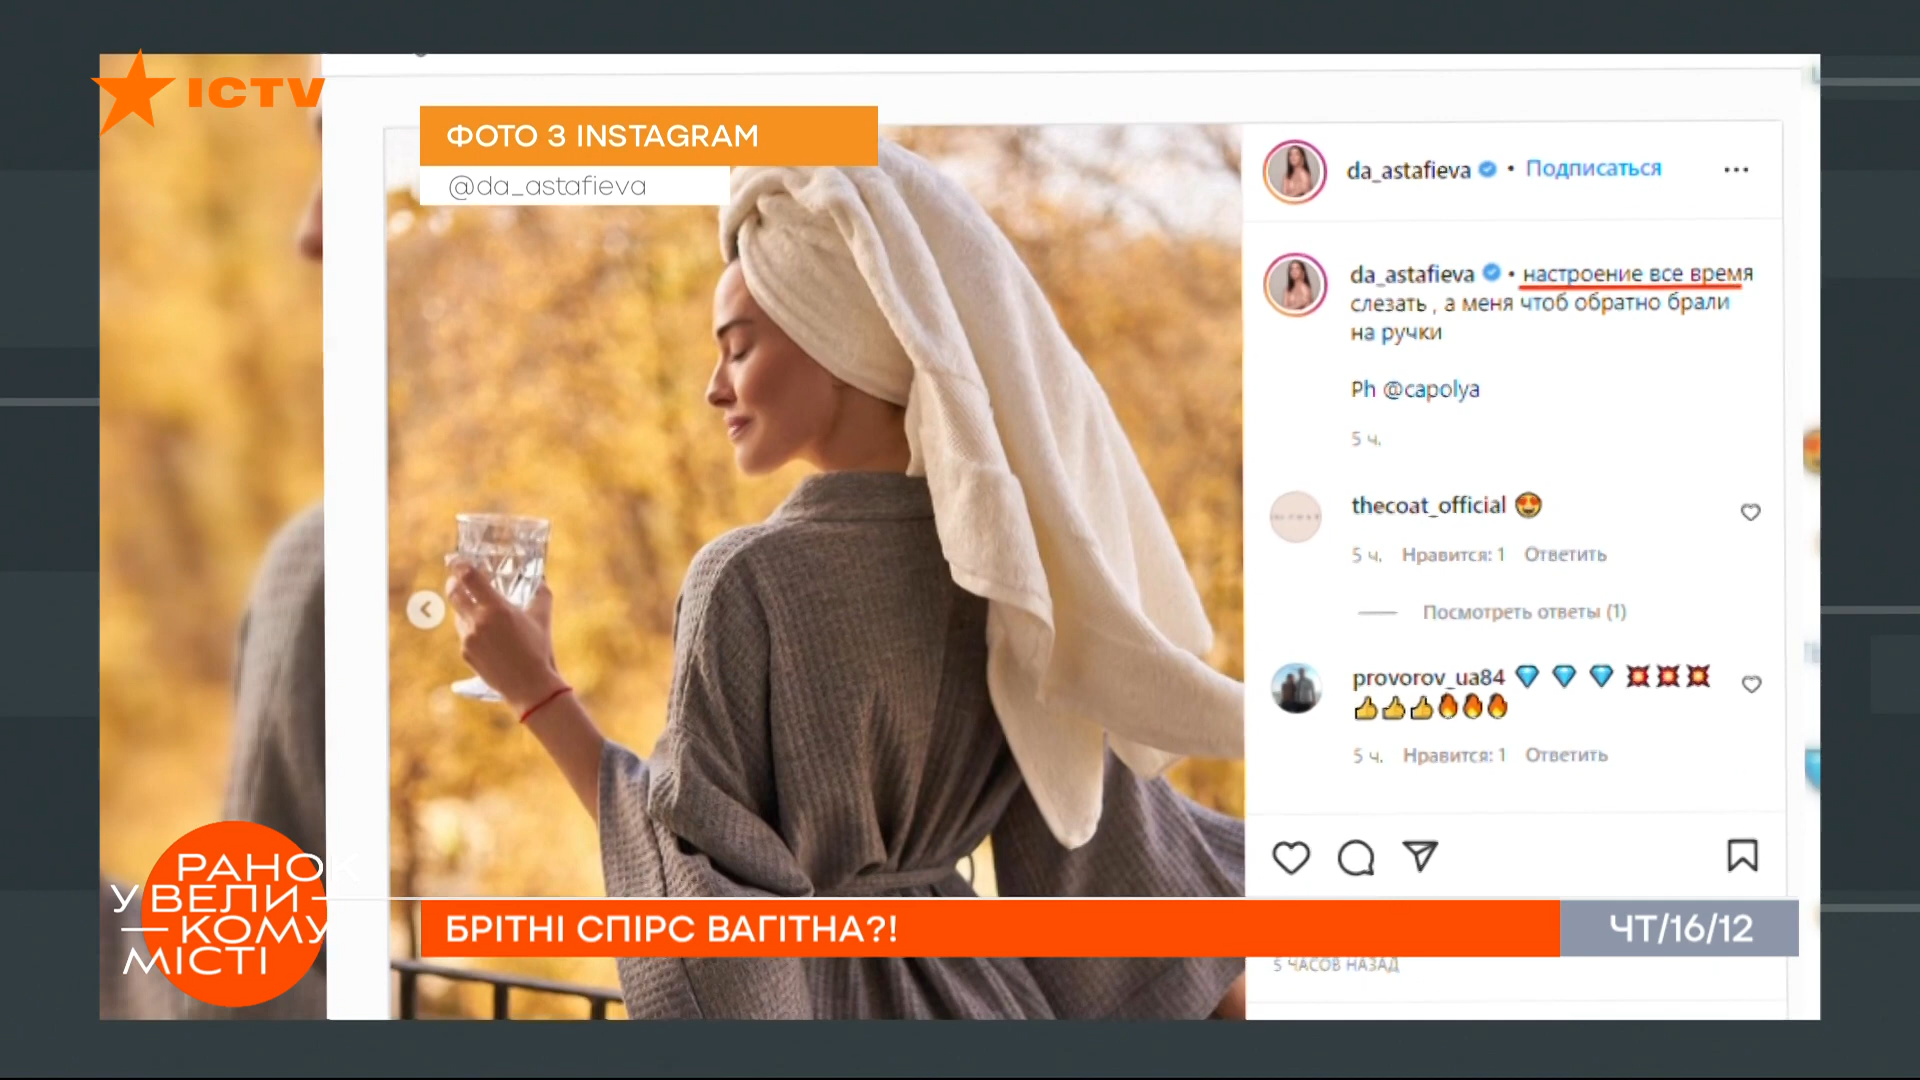 ICTV
ФОТО З INSTAGRAM
@da_astafieva
da_astafieva • Подписаться
da_astafieva • настроение все время
слезать , а меня чтоб обратно брали
на ручки
Ph @capolya
5 ч.
thecoat_official 😍
5 ч. Нравится: 1 Ответить
Посмотреть ответы (1)
provorov_ua84 💎 💎 💎 💥💥💥
👍👍👍🔥🔥🔥
5 ч. Нравится: 1 Ответить
РАНОК
У ВЕЛИ-
—КОМУ
МІСТІ
БРІТНІ СПІРС ВАГІТНА?!
ЧТ/16/12
5 ЧАСОВ НАЗАД